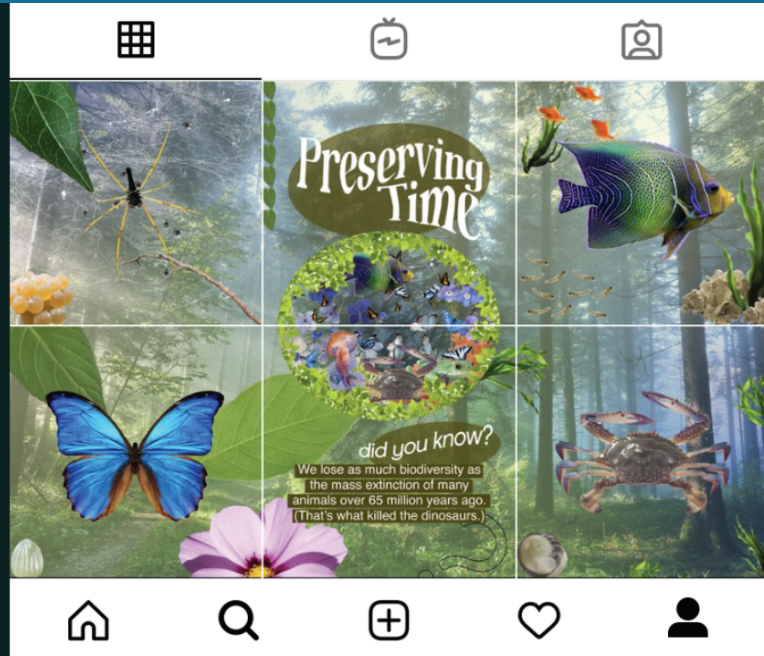 Preserving
Time
did you know?
We lose as much biodiversity as
the mass extinction of many
animals over 65 million years ago.
(That's what killed the dinosaurs.)